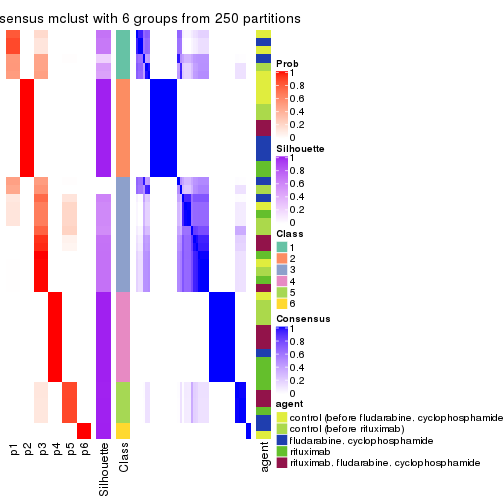 sensus mclust with 6 groups from 250 partitions
Prob
1
0.8
0.6
0.4
0.2
0
Silhouette
1
0.8
0.6
0.4
0.2
0
Class
1
2
3
4
5
6
Consensus
1
0.8
0.6
0.4
0.2
0
agent
control (before fludarabine. cyclophosphamide
control (before riluximab)
fludarabine. cyclophosphamide
riluximab
riluximab. fludarabine. cyclophosphamide
p1
p2
p3
p4
p5
p6
Silhouette
Class
agent